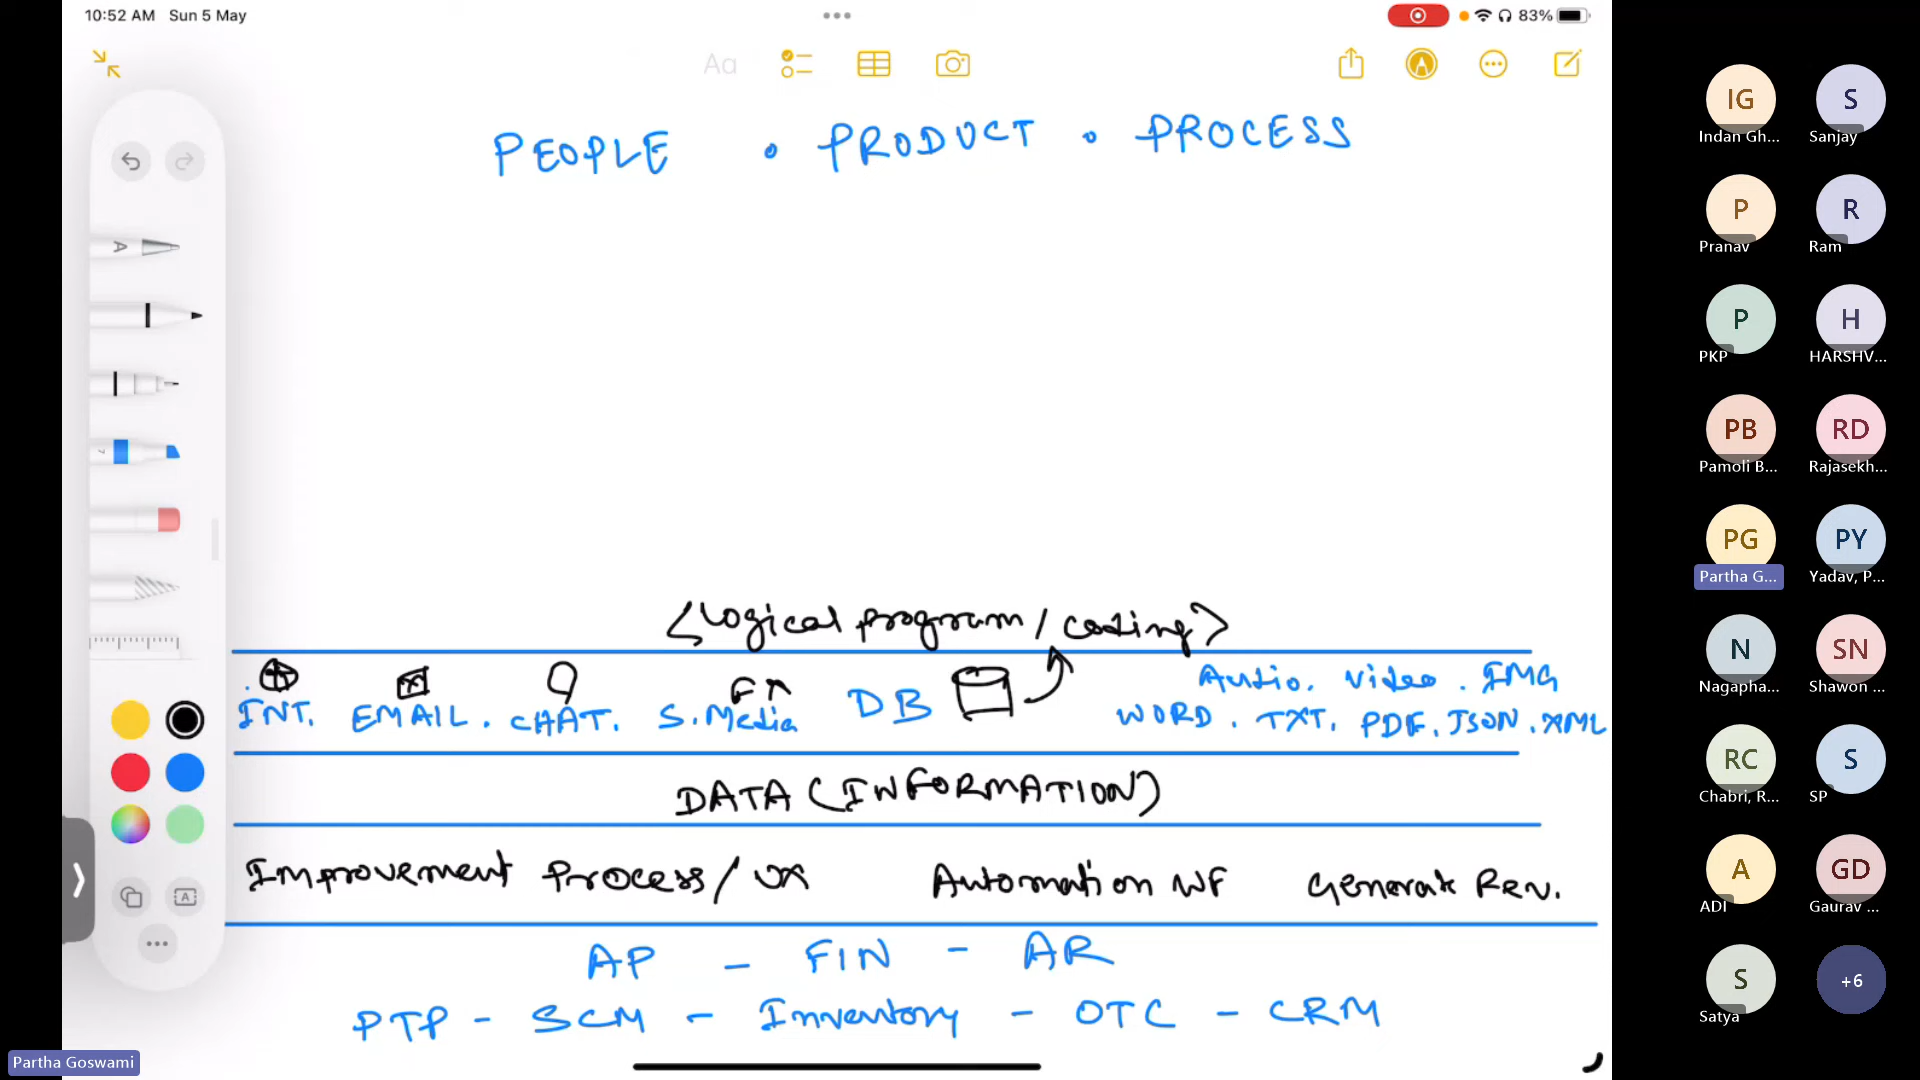 10:52 AM Sun 5 May
83%
Aa
PEOPLE • PRODUCT • PROCESS
<Logical program / coding>
Audio. Video. IMG
INT. EMAIL. CHAT. S. Media DB WORD. TXT. PDF. JSON. XML
DATA (INFORMATION)
Improvement Process / UX Automation WF Generate Rev.
AP - FIN - AR
PTP - SCM - Inventory - OTC - CRM
Partha Goswami
IG S
Indan Gh... Sanjay
P R
Pranav Ram
P H
PKP HARSHV...
PB RD
Pamoli B... Rajasekh...
PG PY
Partha G... Yadav, P...
N SN
Nagapha... Shawon ...
RC S
Chabri, R... SP
A GD
ADI Gaurav ...
S +6
Satya